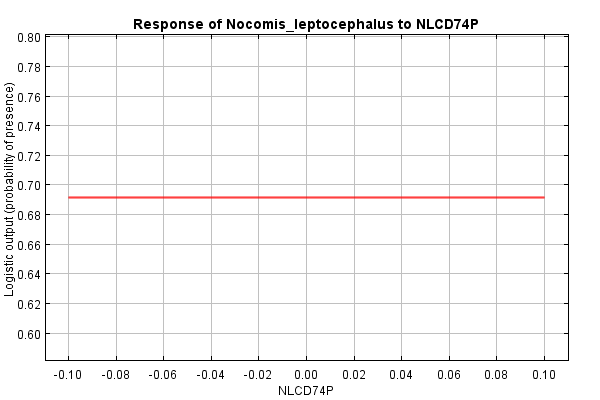 Response of Nocomis_leptocephalus to NLCD74P
Logistic output (probability of presence)
0.80
0.78
0.76
0.74
0.72
0.70
0.68
0.66
0.64
0.62
0.60
-0.10 -0.08 -0.06 -0.04 -0.02 0.00 0.02 0.04 0.06 0.08 0.10
NLCD74P